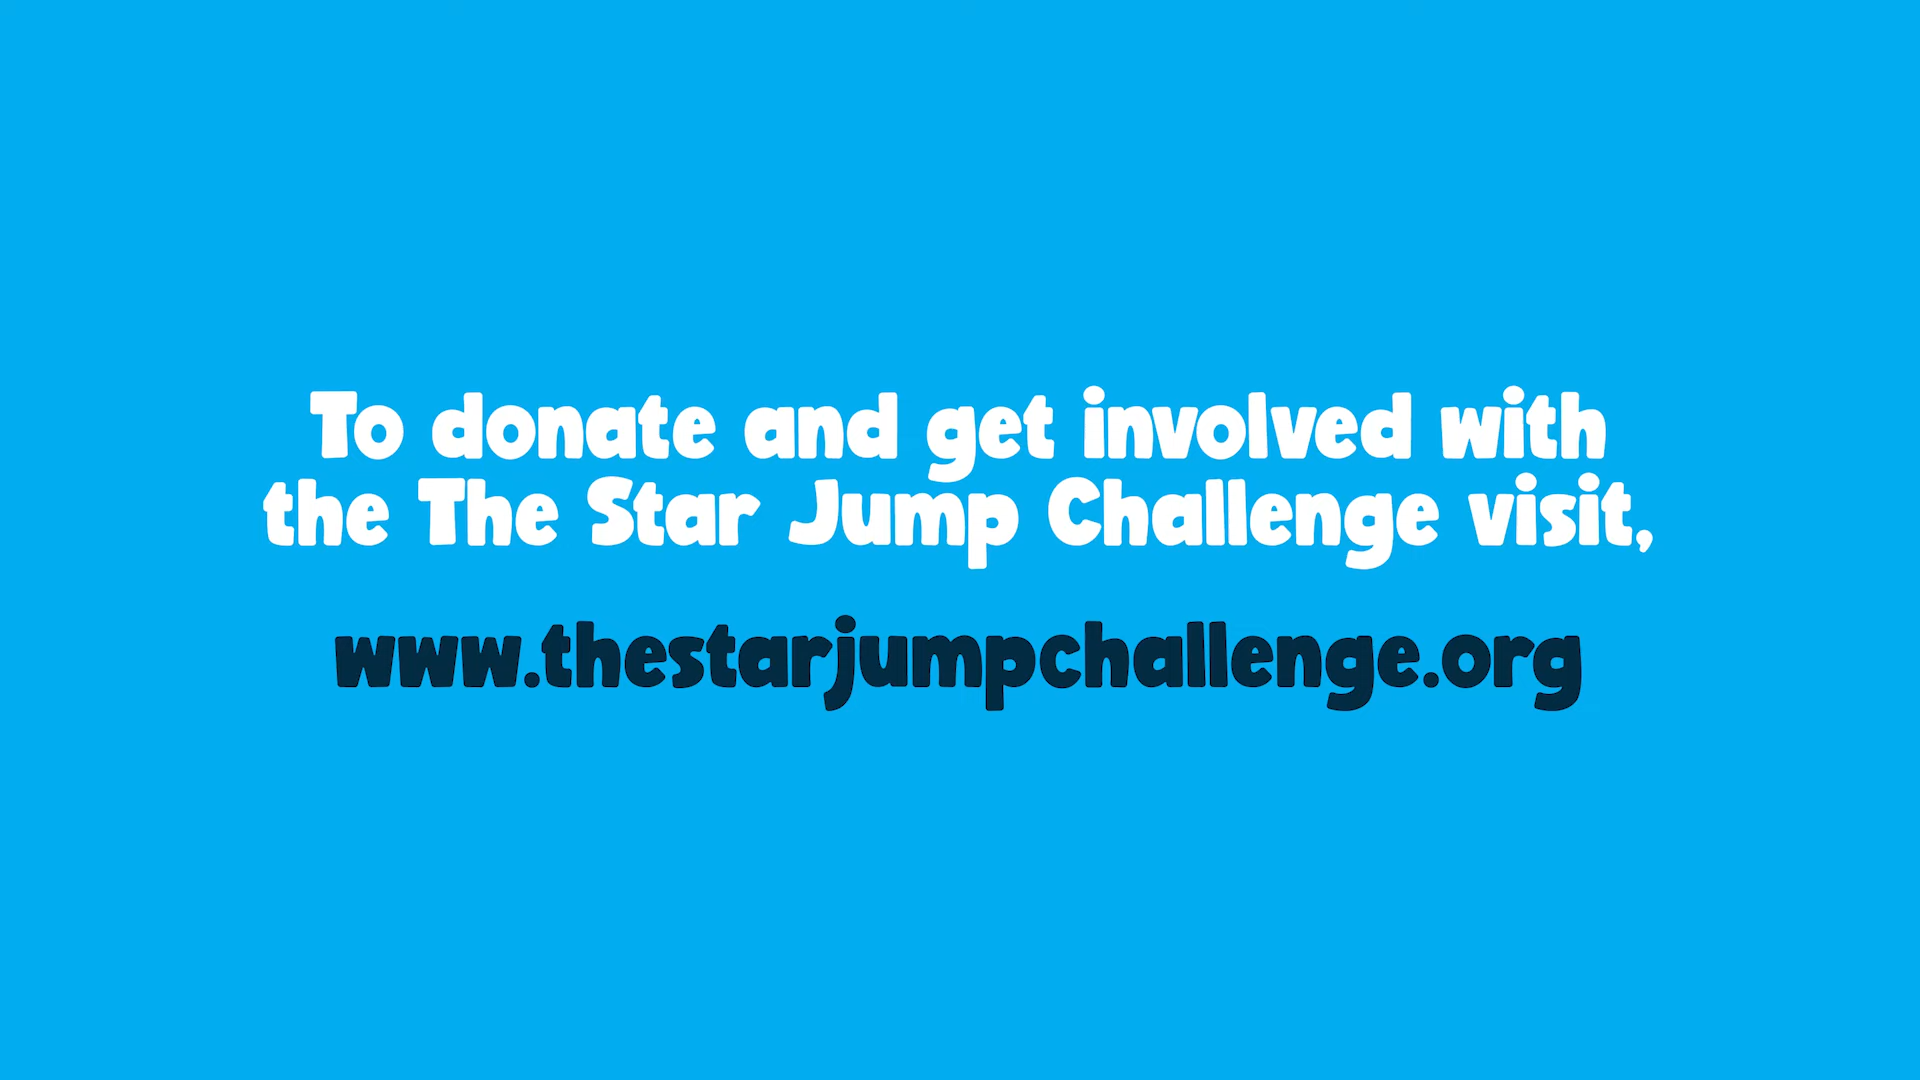 To donate and get involved with
the The Star Jump Challenge visit,
www.thestarjumpchallenge.org